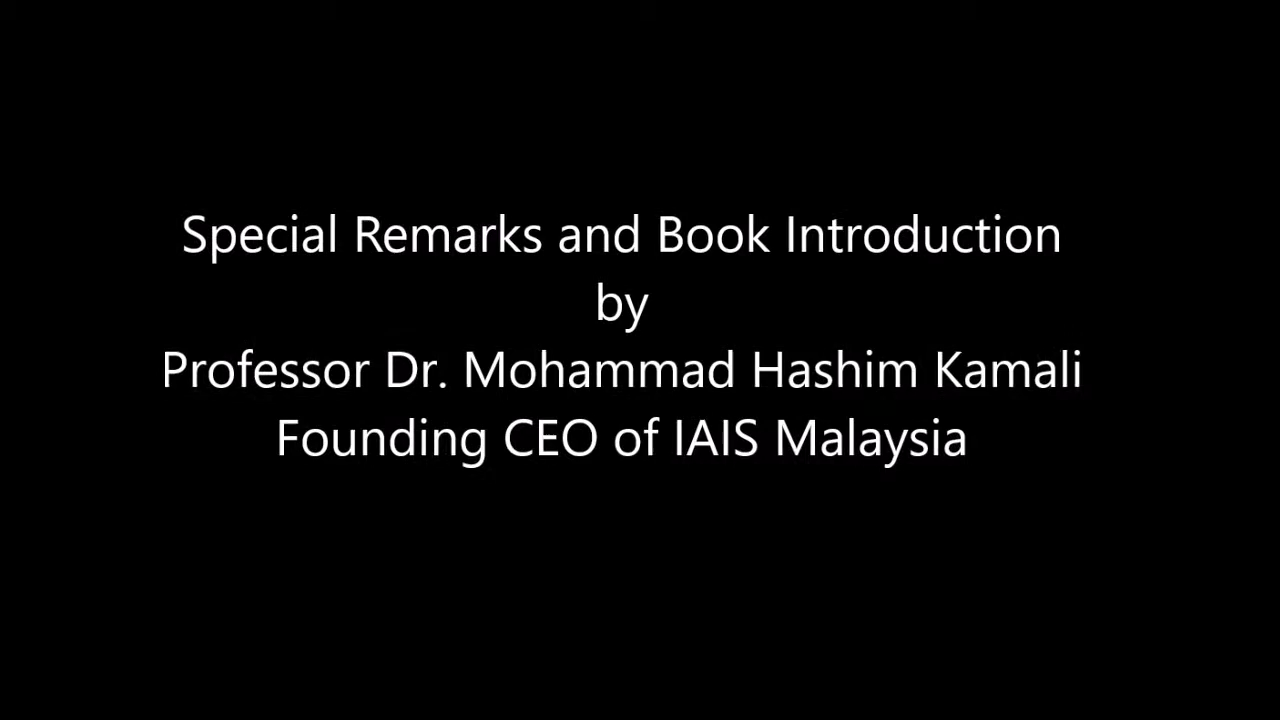 Special Remarks and Book Introduction
by
Professor Dr. Mohammad Hashim Kamali
Founding CEO of IAIS Malaysia